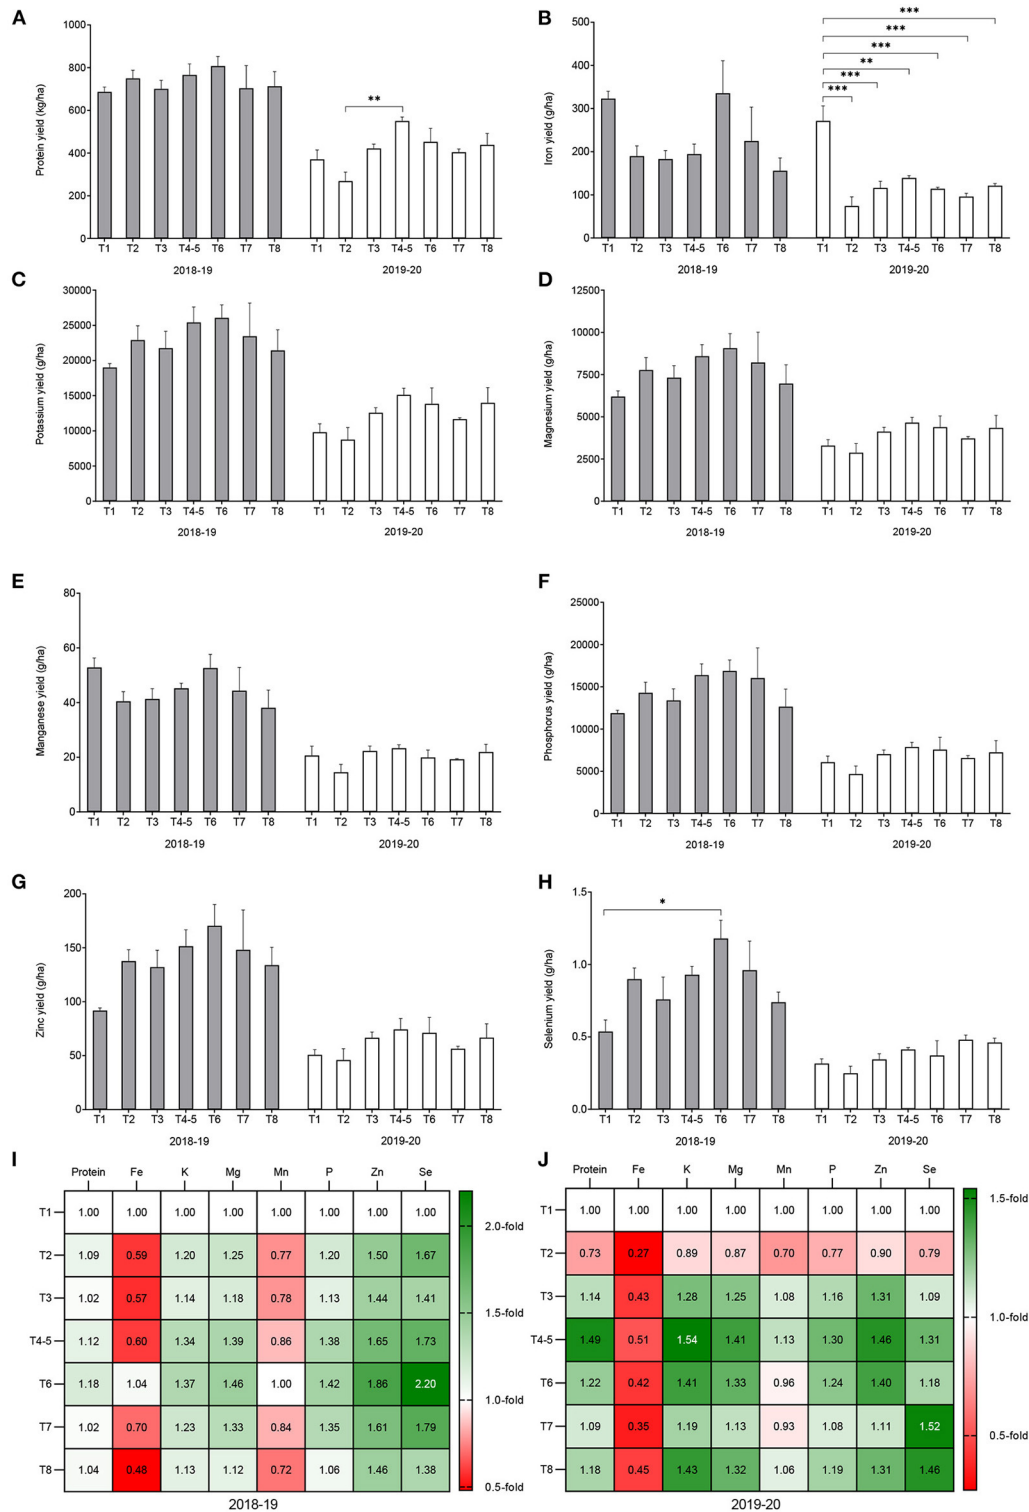 A
Protein yield (kg/ha)
1000
800
600
400
200
0
**
T1 T2 T3 T4-5 T6 T7 T8 T1 T2 T3 T4-5 T6 T7 T8
2018-19 2019-20
B
Iron yield (g/ha)
500
400
300
200
100
0
***
***
***
**
***
***
T1 T2 T3 T4-5 T6 T7 T8 T1 T2 T3 T4-5 T6 T7 T8
2018-19 2019-20
C
Potassium yield (g/ha)
30000
25000
20000
15000
10000
5000
0
T1 T2 T3 T4-5 T6 T7 T8 T1 T2 T3 T4-5 T6 T7 T8
2018-19 2019-20
D
Magnesium yield (g/ha)
12500
10000
7500
5000
2500
0
T1 T2 T3 T4-5 T6 T7 T8 T1 T2 T3 T4-5 T6 T7 T8
2018-19 2019-20
E
Manganese yield (g/ha)
80
60
40
20
0
T1 T2 T3 T4-5 T6 T7 T8 T1 T2 T3 T4-5 T6 T7 T8
2018-19 2019-20
F
Phosphorus yield (g/ha)
25000
20000
15000
10000
5000
0
T1 T2 T3 T4-5 T6 T7 T8 T1 T2 T3 T4-5 T6 T7 T8
2018-19 2019-20
G
Zinc yield (g/ha)
200
150
100
50
0
T1 T2 T3 T4-5 T6 T7 T8 T1 T2 T3 T4-5 T6 T7 T8
2018-19 2019-20
H
Selenium yield (g/ha)
1.5
1.0
0.5
0.0
*
T1 T2 T3 T4-5 T6 T7 T8 T1 T2 T3 T4-5 T6 T7 T8
2018-19 2019-20
I
Protein Fe K Mg Mn P Zn Se
T1 1.00 1.00 1.00 1.00 1.00 1.00 1.00 1.00
T2 1.09 0.59 1.20 1.25 0.77 1.20 1.50 1.67
T3 1.02 0.57 1.14 1.18 0.78 1.13 1.44 1.41
T4-5 1.12 0.60 1.34 1.39 0.86 1.38 1.65 1.73
T6 1.18 1.04 1.37 1.46 1.00 1.42 1.86 2.20
T7 1.02 0.70 1.23 1.33 0.84 1.35 1.61 1.79
T8 1.04 0.48 1.13 1.12 0.72 1.06 1.46 1.38
2018-19
2.0-fold
1.5-fold
1.0-fold
0.5-fold
J
Protein Fe K Mg Mn P Zn Se
T1 1.00 1.00 1.00 1.00 1.00 1.00 1.00 1.00
T2 0.73 0.27 0.89 0.87 0.70 0.77 0.90 0.79
T3 1.14 0.43 1.28 1.25 1.08 1.16 1.31 1.09
T4-5 1.49 0.51 1.54 1.41 1.13 1.30 1.46 1.31
T6 1.22 0.42 1.41 1.33 0.96 1.24 1.40 1.18
T7 1.09 0.35 1.19 1.13 0.93 1.08 1.11 1.52
T8 1.18 0.45 1.43 1.32 1.06 1.19 1.31 1.46
2019-20
1.5-fold
1.0-fold
0.5-fold